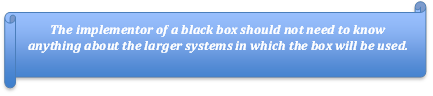 The implementor of a black box should not need to know
anything about the larger systems in which the box will be used.